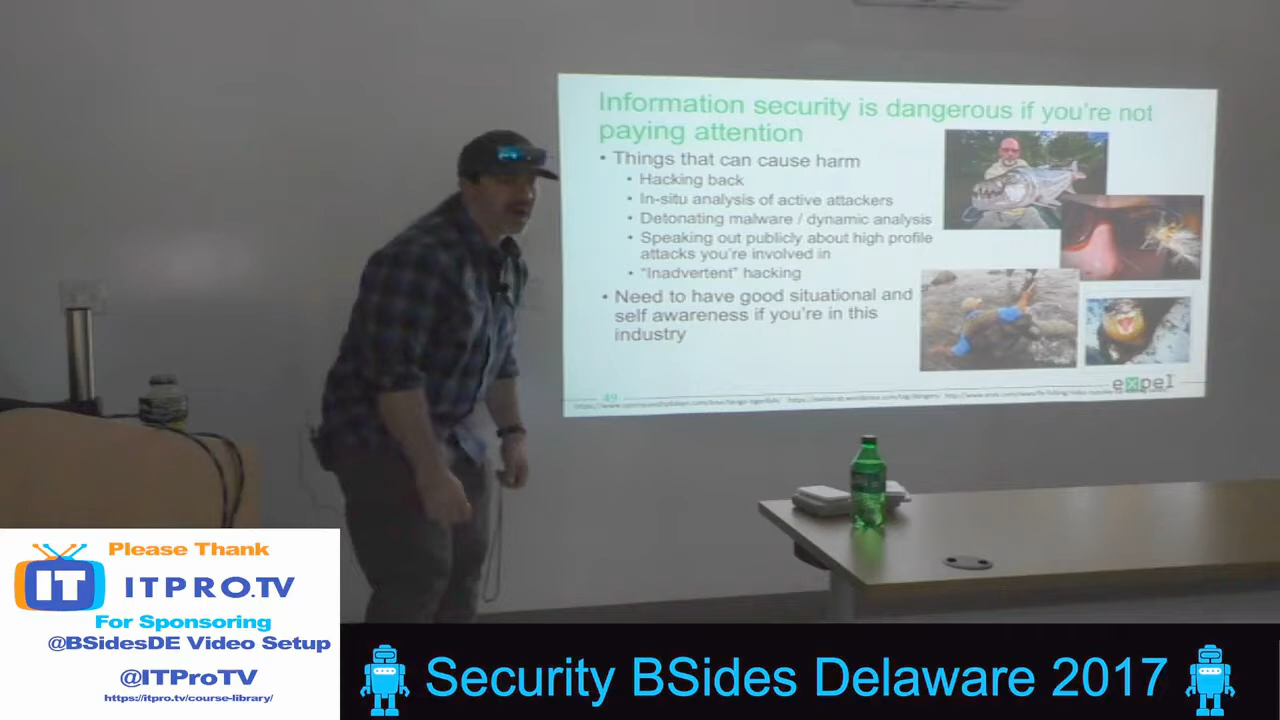 Information security is dangerous if you're not
paying attention
• Things that can cause harm
• Hacking back
• In-situ analysis of active attackers
• Detonating malware / dynamic analysis
• Speaking out publicly about high profile
attacks you're involved in
• "Inadvertent" hacking
• Need to have good situational and
self awareness if you're in this
industry
expel
49
Please Thank
IT ITPRO.TV
For Sponsoring
@BSidesDE Video Setup
@ITProTV
https://itpro.tv/course-library/
Security BSides Delaware 2017